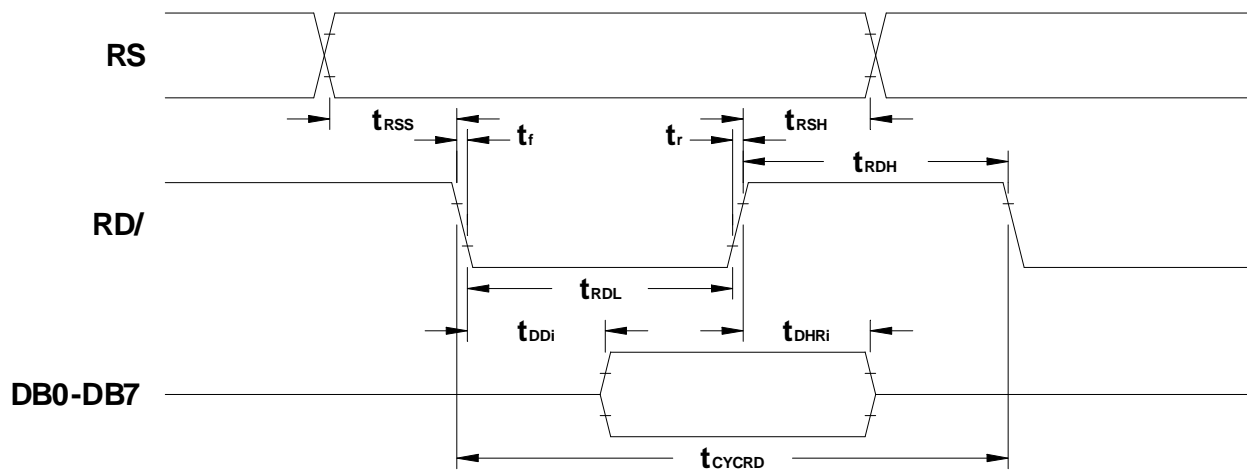 RS
tRSS
tf
tr
tRSH
tRDH
RD/
tRDL
tDDi
tDHRi
DB0-DB7
tCYCRD